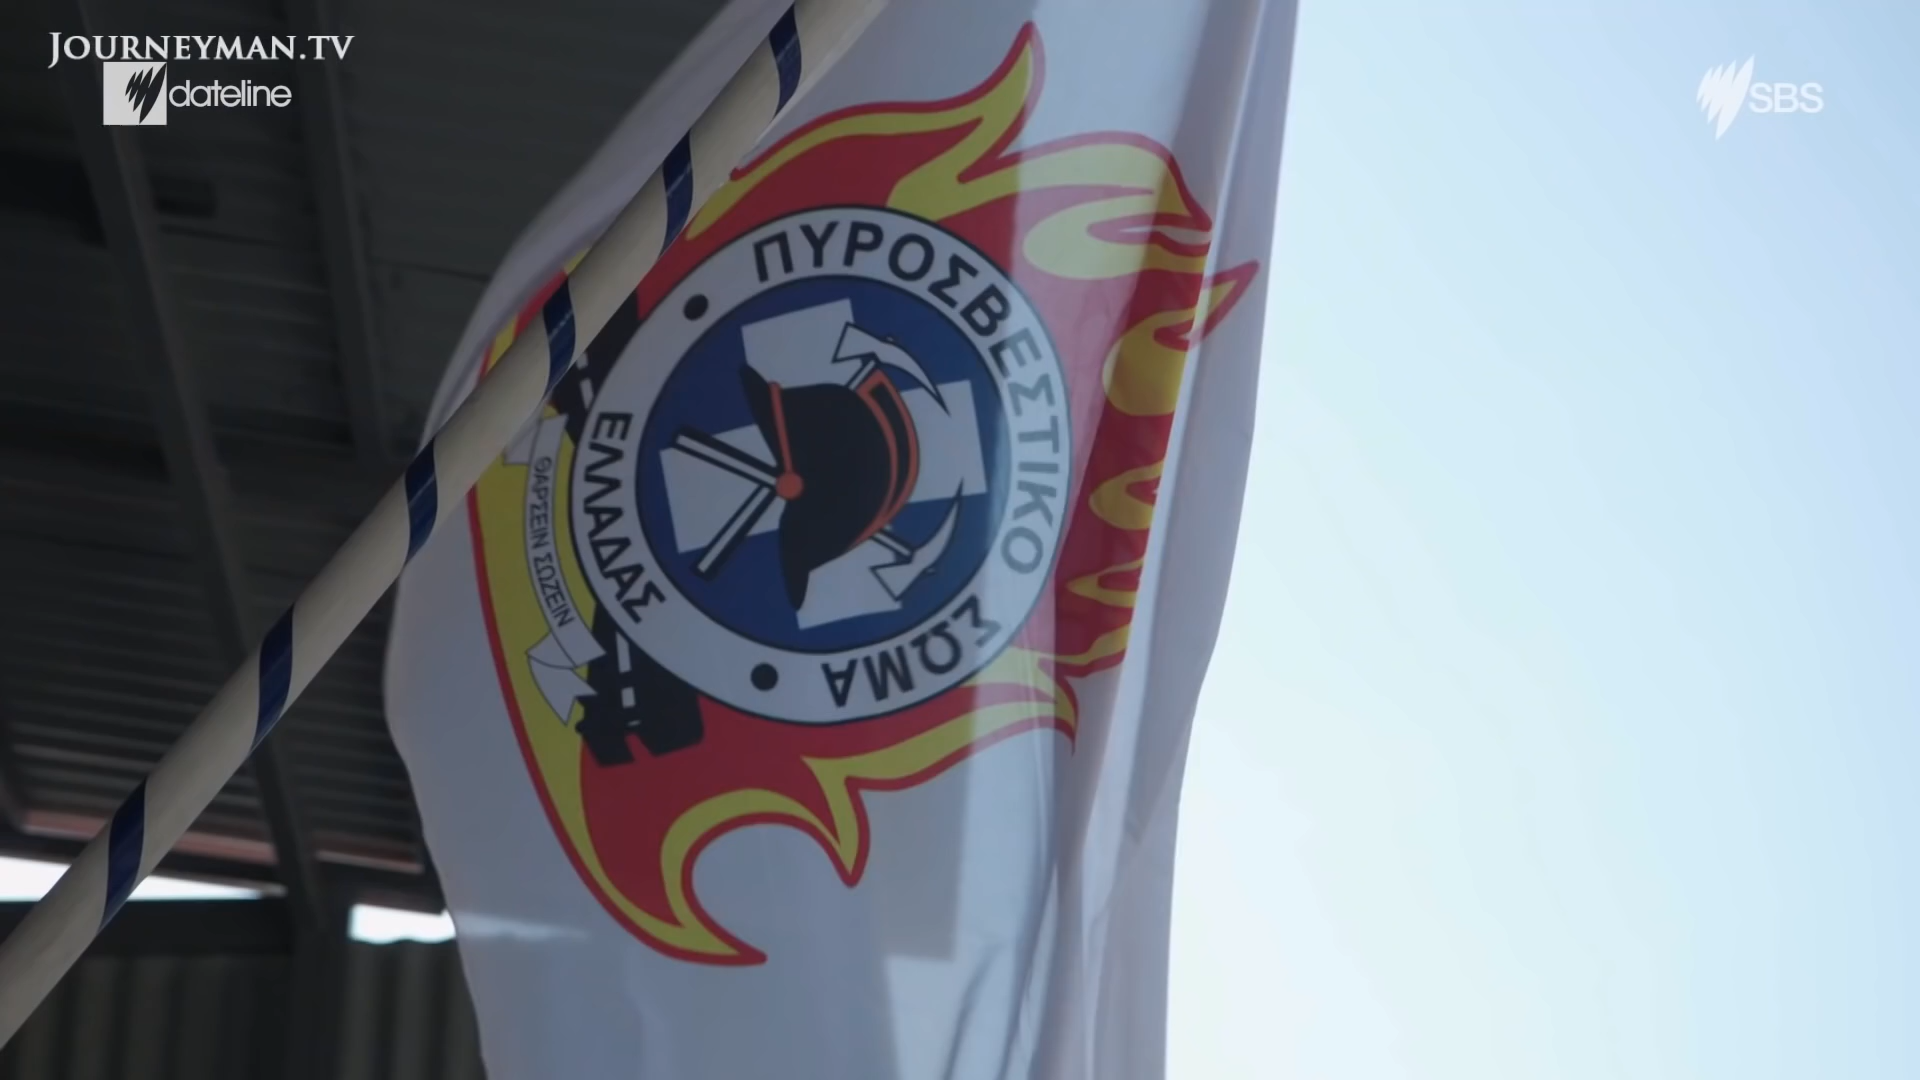 JOURNEYMAN.TV
dateline
SBS
ΠΥΡΟΣΒΕΣΤΙΚΟ ΣΩΜΑ
ΕΛΛΑΔΑΣ
ΘΑΡΣΕΙΝ ΣΩΖΕΙΝ